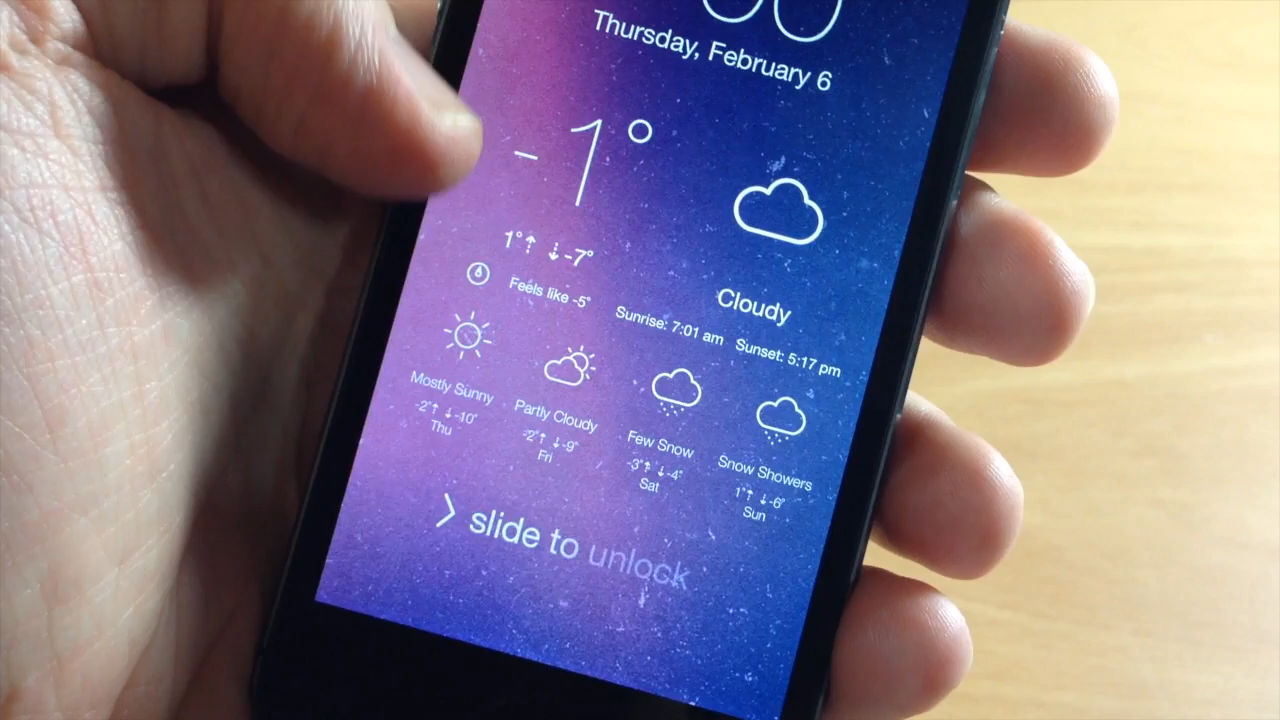 Thursday, February 6
-1°
1°↑ ↓-7°
Cloudy
Feels like -5°
Sunrise: 7:01 am Sunset: 5:17 pm
Mostly Sunny
-2°↑ ↓-10°
Thu
Partly Cloudy
-2°↑ ↓-9°
Fri
Few Snow
-3°↑ ↓-4°
Sat
Snow Showers
1°↑ ↓-6°
Sun
> slide to unlock